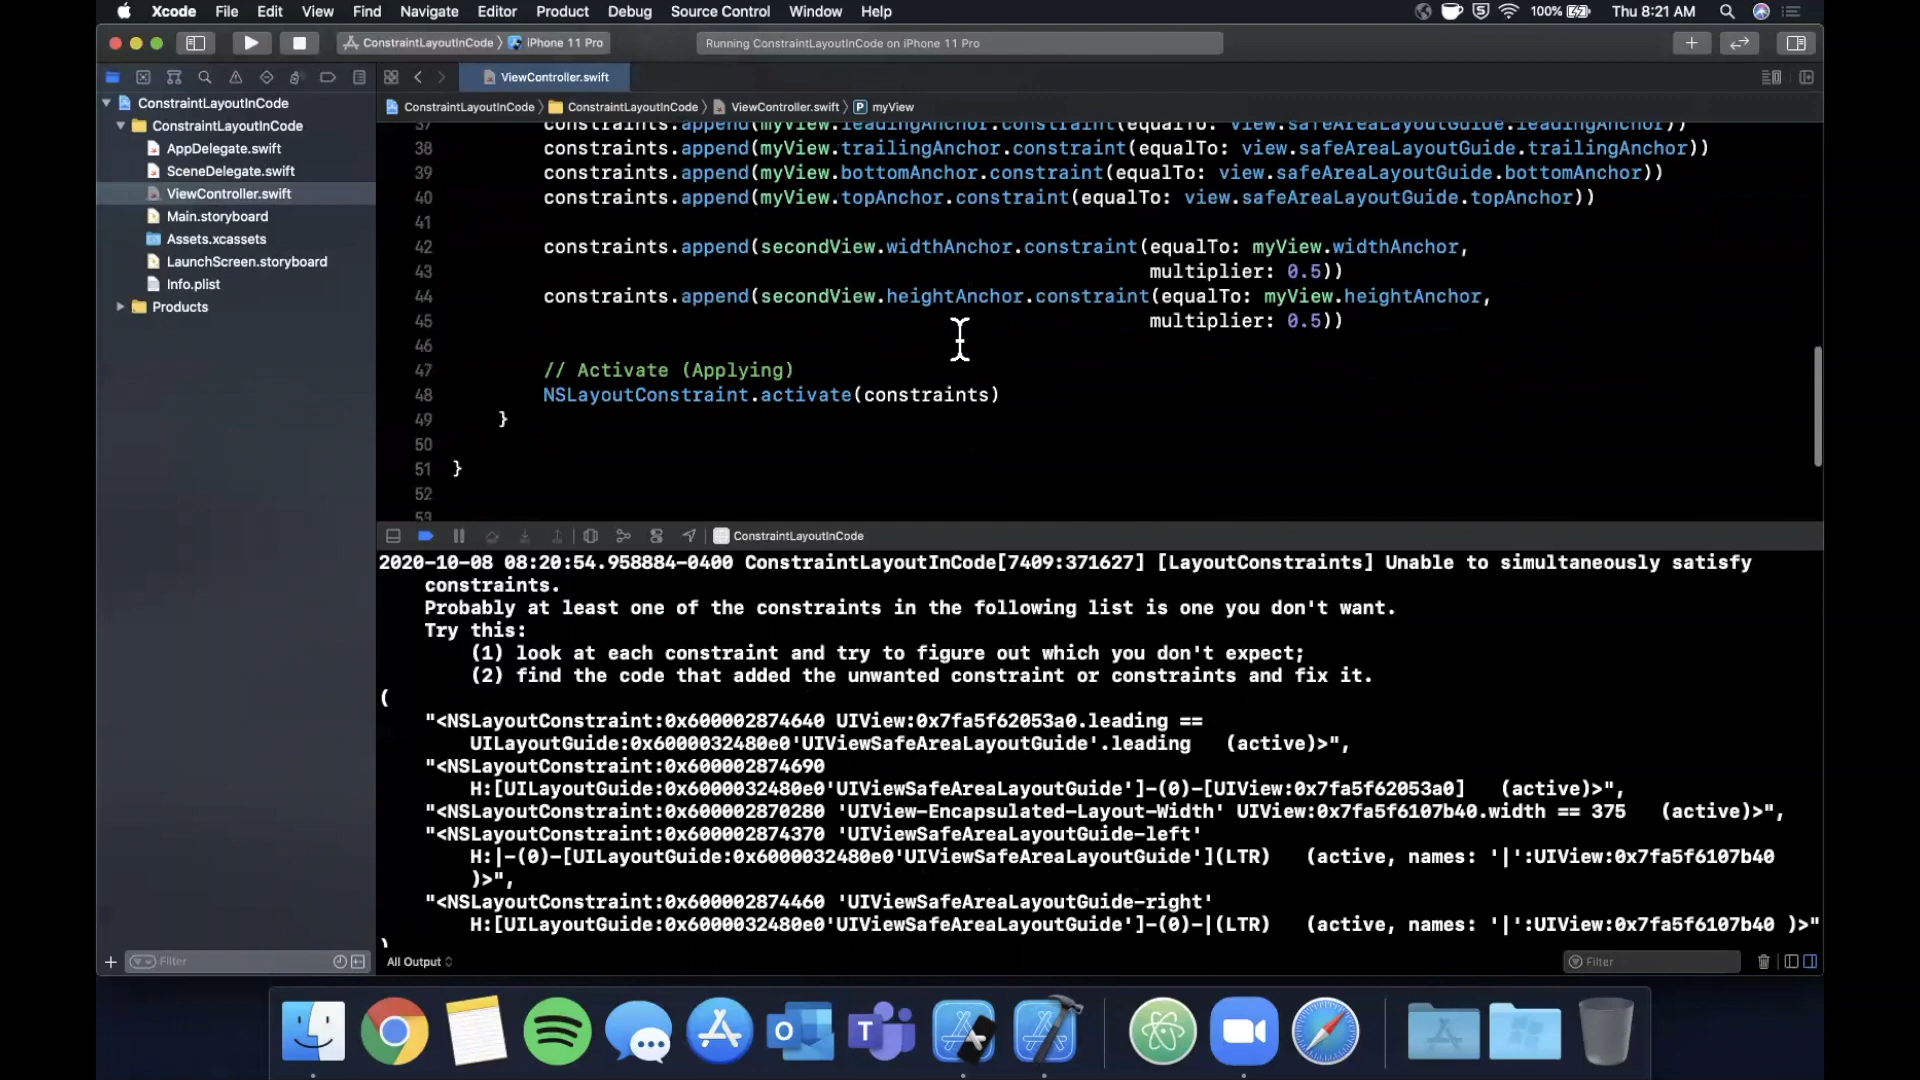 Xcode File Edit View Find Navigate Editor Product Debug Source Control Window Help 100% Thu 8:21 AM
ConstraintLayoutInCode iPhone 11 Pro Running ConstraintLayoutInCode on iPhone 11 Pro
ViewController.swift
ConstraintLayoutInCode ConstraintLayoutInCode ViewController.swift P myView
ConstraintLayoutInCode
ConstraintLayoutInCode
AppDelegate.swift
SceneDelegate.swift
ViewController.swift
Main.storyboard
Assets.xcassets
LaunchScreen.storyboard
Info.plist
Products
37 constraints.append(myView.leadingAnchor.constraint(equalTo: view.safeAreaLayoutGuide.leadingAnchor))
38 constraints.append(myView.trailingAnchor.constraint(equalTo: view.safeAreaLayoutGuide.trailingAnchor))
39 constraints.append(myView.bottomAnchor.constraint(equalTo: view.safeAreaLayoutGuide.bottomAnchor))
40 constraints.append(myView.topAnchor.constraint(equalTo: view.safeAreaLayoutGuide.topAnchor))
41
42 constraints.append(secondView.widthAnchor.constraint(equalTo: myView.widthAnchor,
43 multiplier: 0.5))
44 constraints.append(secondView.heightAnchor.constraint(equalTo: myView.heightAnchor,
45 multiplier: 0.5))
46
47 // Activate (Applying)
48 NSLayoutConstraint.activate(constraints)
49 }
50
51 }
52
53
ConstraintLayoutInCode
2020-10-08 08:20:54.958884-0400 ConstraintLayoutInCode[7409:371627] [LayoutConstraints] Unable to simultaneously satisfy
constraints.
Probably at least one of the constraints in the following list is one you don't want.
Try this:
(1) look at each constraint and try to figure out which you don't expect;
(2) find the code that added the unwanted constraint or constraints and fix it.
(
"<NSLayoutConstraint:0x600002874640 UIView:0x7fa5f62053a0.leading ==
UILayoutGuide:0x6000032480e0'UIViewSafeAreaLayoutGuide'.leading (active)>",
"<NSLayoutConstraint:0x600002874690
H:[UILayoutGuide:0x6000032480e0'UIViewSafeAreaLayoutGuide']-(0)-[UIView:0x7fa5f62053a0] (active)>",
"<NSLayoutConstraint:0x600002870280 'UIView-Encapsulated-Layout-Width' UIView:0x7fa5f6107b40.width == 375 (active)>",
"<NSLayoutConstraint:0x600002874370 'UIViewSafeAreaLayoutGuide-left'
H:|-(0)-[UILayoutGuide:0x6000032480e0'UIViewSafeAreaLayoutGuide'](LTR) (active, names: '|':UIView:0x7fa5f6107b40
)>",
"<NSLayoutConstraint:0x600002874460 'UIViewSafeAreaLayoutGuide-right'
H:[UILayoutGuide:0x6000032480e0'UIViewSafeAreaLayoutGuide']-(0)-|(LTR) (active, names: '|':UIView:0x7fa5f6107b40 )>"
)
Filter All Output Filter